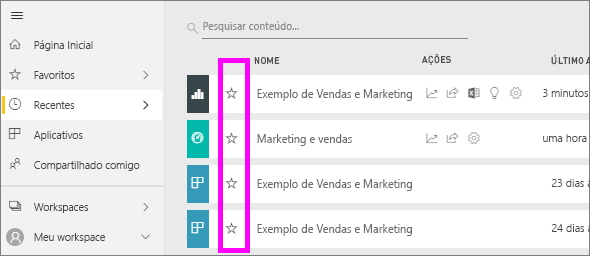 Pesquisar conteúdo...
Página Inicial
Favoritos
Recentes
Aplicativos
Compartilhado comigo
Workspaces
Meu workspace
NOME AÇÕES ÚLTIMO A
Exemplo de Vendas e Marketing 3 minutos
Marketing e vendas uma hora
Exemplo de Vendas e Marketing 23 dias a
Exemplo de Vendas e Marketing 24 dias a